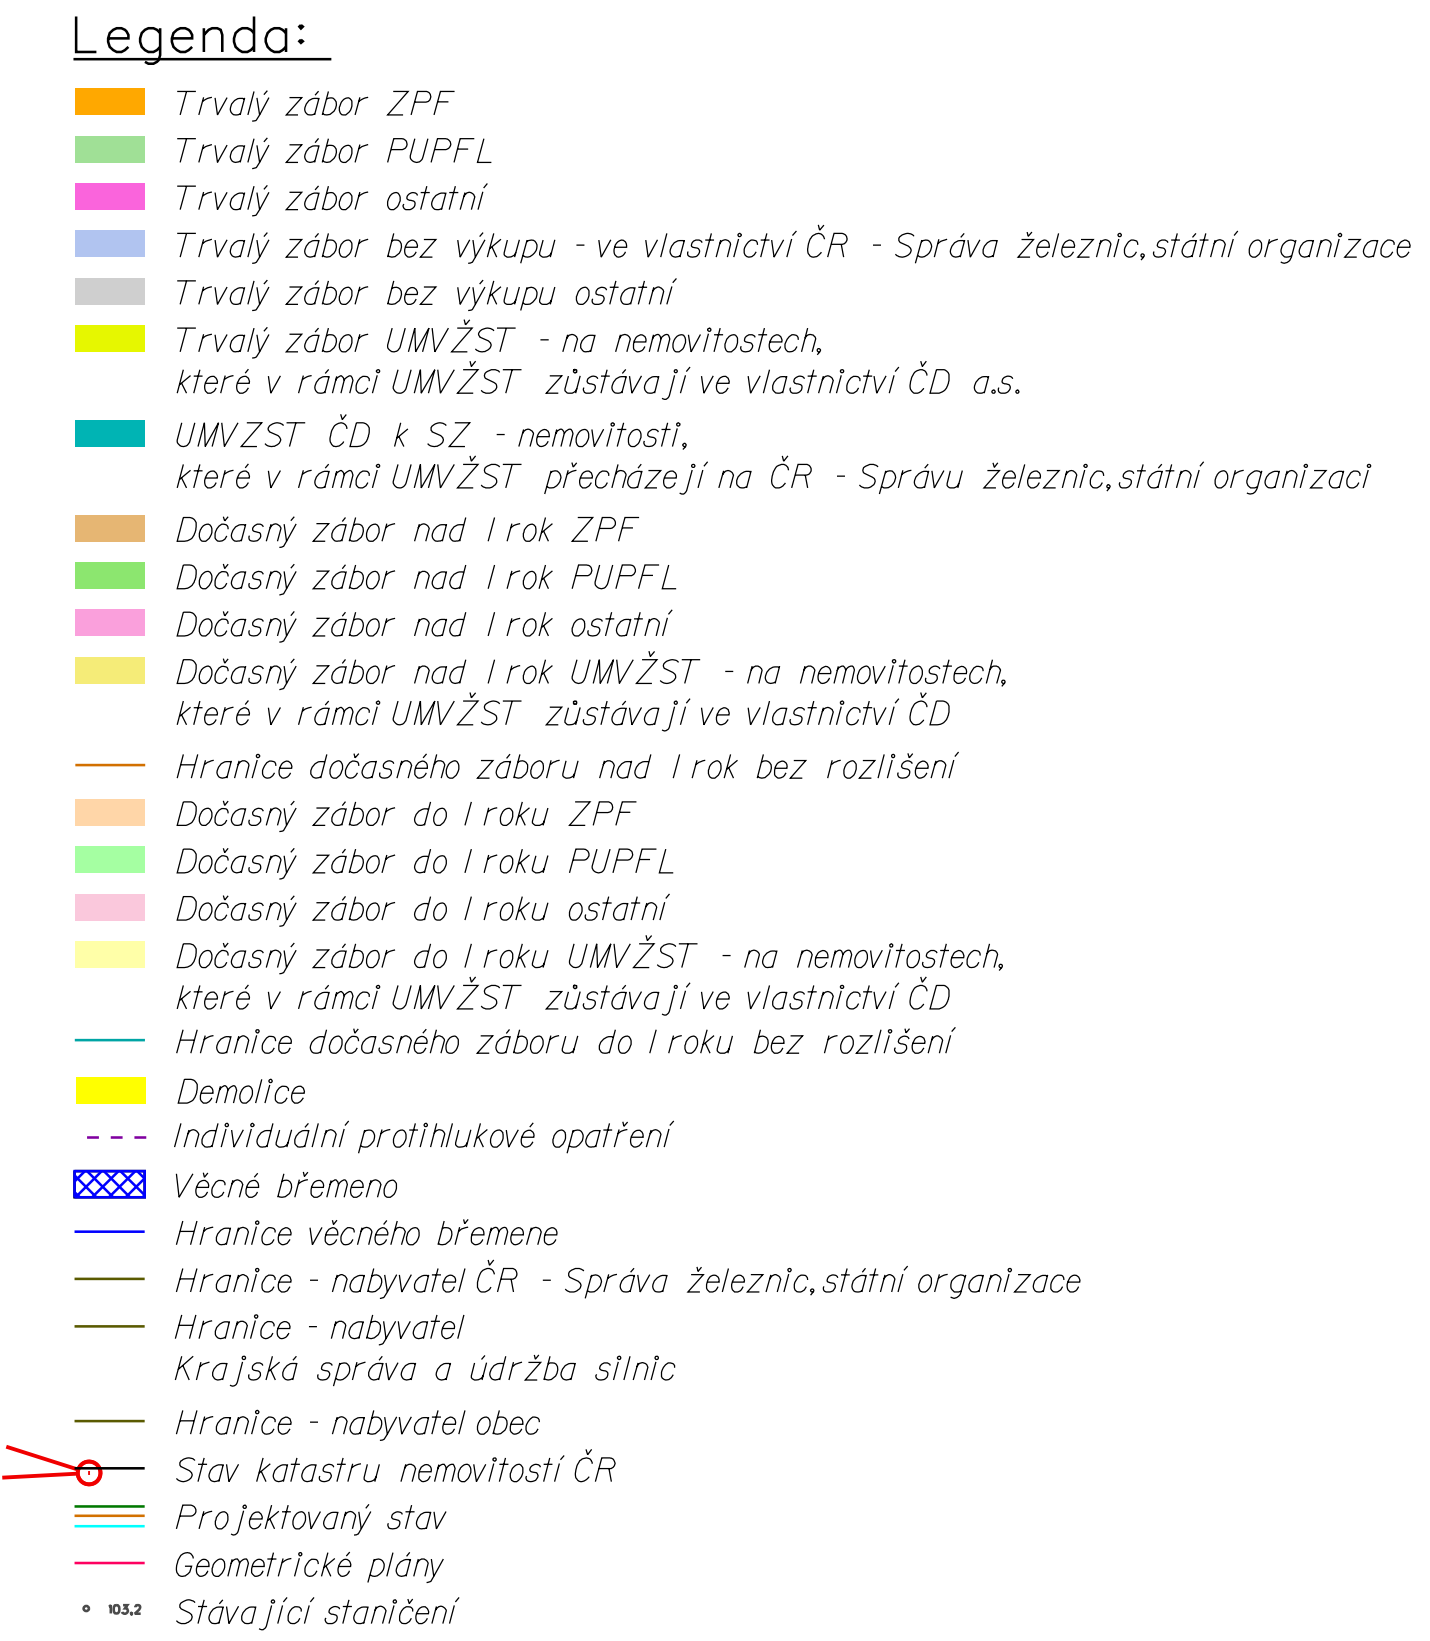 Legenda:
Trvalý zábor ZPF
Trvalý zábor PUPFL
Trvalý zábor ostatní
Trvalý zábor bez výkupu - ve vlastnictví ČR - Správa železnic, státní organizace
Trvalý zábor bez výkupu ostatní
Trvalý zábor UMVŽST - na nemovitostech,
které v rámci UMVŽST zůstávají ve vlastnictví ČD a.s.
UMVZST ČD k SZ - nemovitosti,
které v rámci UMVŽST přecházejí na ČR - Správu železnic, státní organizaci
Dočasný zábor nad 1 rok ZPF
Dočasný zábor nad 1 rok PUPFL
Dočasný zábor nad 1 rok ostatní
Dočasný zábor nad 1 rok UMVŽST - na nemovitostech,
které v rámci UMVŽST zůstávají ve vlastnictví ČD
Hranice dočasného záboru nad 1 rok bez rozlišení
Dočasný zábor do 1 roku ZPF
Dočasný zábor do 1 roku PUPFL
Dočasný zábor do 1 roku ostatní
Dočasný zábor do 1 roku UMVŽST - na nemovitostech,
které v rámci UMVŽST zůstávají ve vlastnictví ČD
Hranice dočasného záboru do 1 roku bez rozlišení
Demolice
Individuální protihlukové opatření
Věcné břemeno
Hranice věcného břemene
Hranice - nabyvatel ČR - Správa železnic, státní organizace
Hranice - nabyvatel
Krajská správa a údržba silnic
Hranice - nabyvatel obec
Stav katastru nemovitostí ČR
Projektovaný stav
Geometrické plány
103,2 Stávající staničení